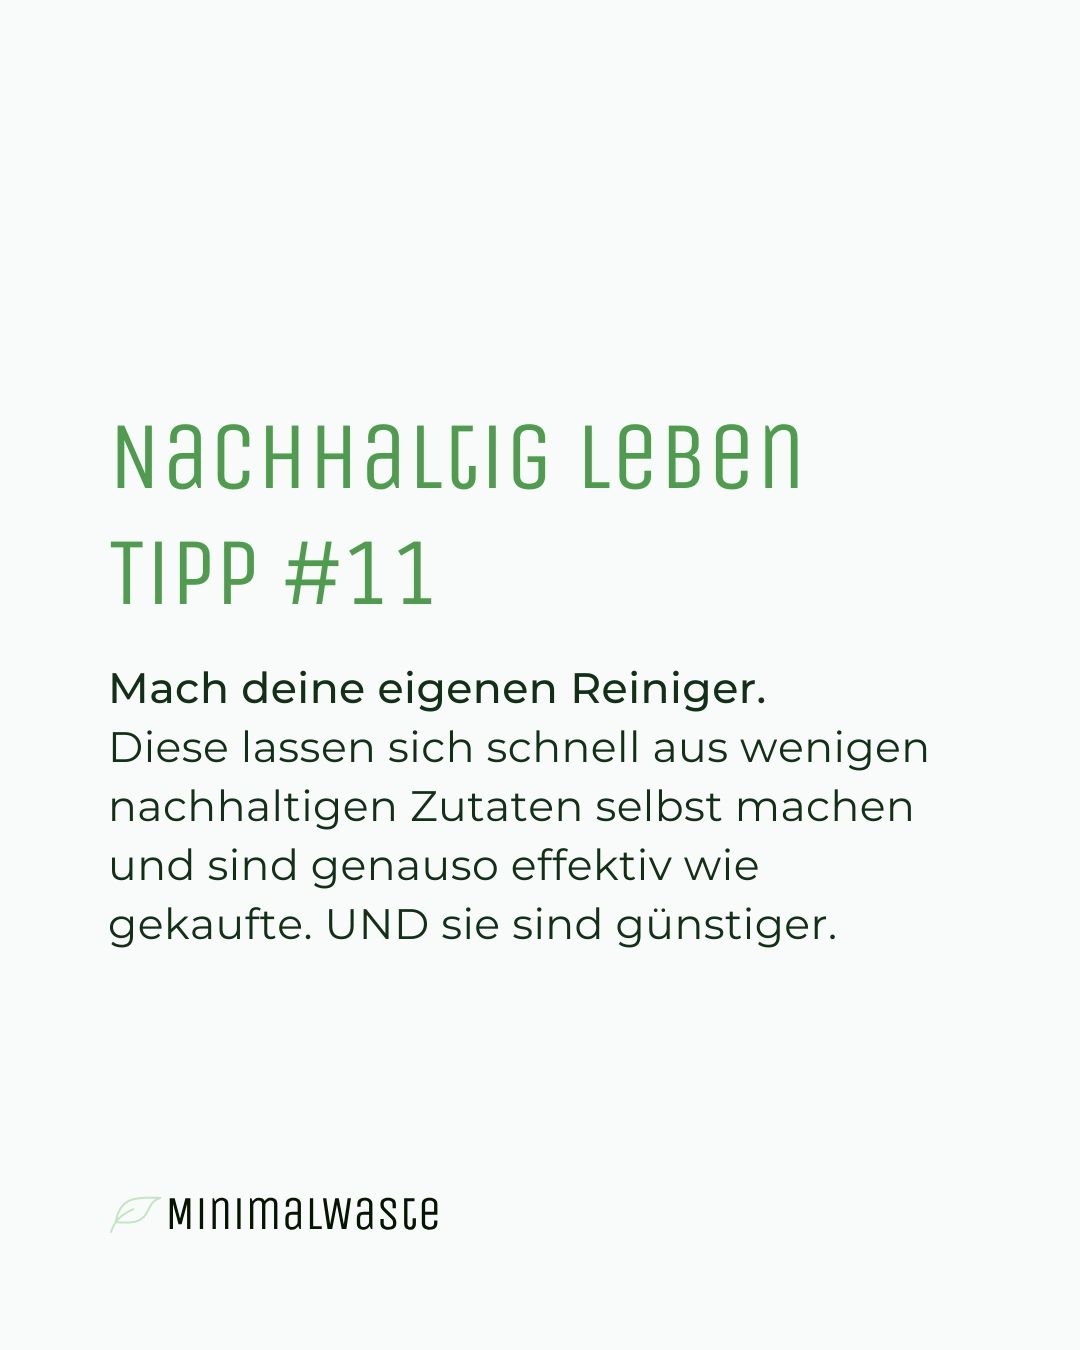 Nachhaltig leben
Tipp #11
Mach deine eigenen Reiniger.
Diese lassen sich schnell aus wenigen
nachhaltigen Zutaten selbst machen
und sind genauso effektiv wie
gekaufte. UND sie sind günstiger.
Minimalwaste